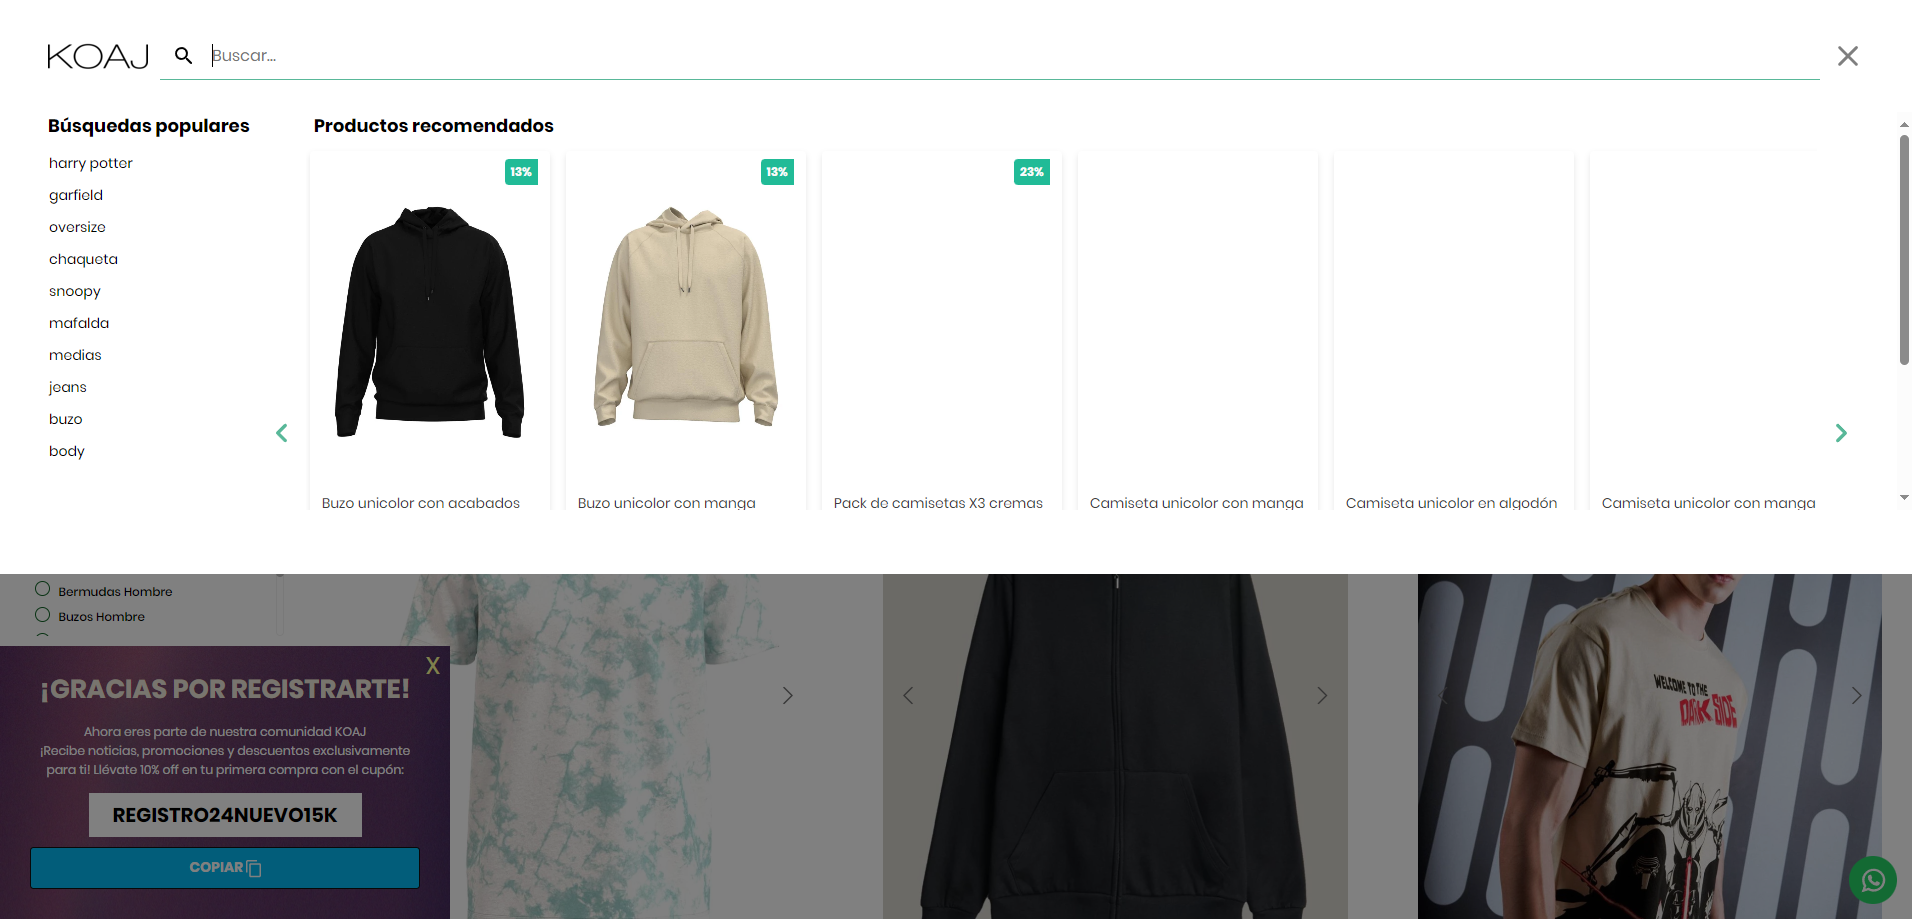 KOAJ
Buscar...
Búsquedas populares
harry potter
garfield
oversize
chaqueta
snoopy
mafalda
medias
jeans
buzo
body
Productos recomendados
13%
13%
23%
Buzo unicolor con acabados
Buzo unicolor con manga
Pack de camisetas X3 cremas
Camiseta unicolor con manga
Camiseta unicolor en algodón
Camiseta unicolor con manga
Bermudas Hombre
Buzos Hombre
X
¡GRACIAS POR REGISTRARTE!
Ahora eres parte de nuestra comunidad KOAJ
¡Recibe noticias, promociones y descuentos exclusivamente
para ti! Llévate 10% off en tu primera compra con el cupón:
REGISTRO24NUEVO15K
COPIAR
WELCOME TO THE
DARK SIDE